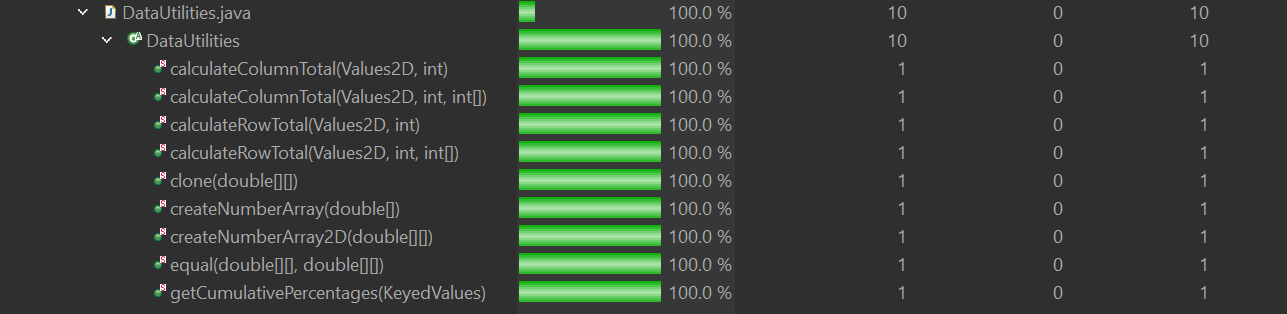 DataUtilities.java 100.0 % 10 0 10
DataUtilities 100.0 % 10 0 10
calculateColumnTotal(Values2D, int) 100.0 % 1 0 1
calculateColumnTotal(Values2D, int, int[]) 100.0 % 1 0 1
calculateRowTotal(Values2D, int) 100.0 % 1 0 1
calculateRowTotal(Values2D, int, int[]) 100.0 % 1 0 1
clone(double[][]) 100.0 % 1 0 1
createNumberArray(double[]) 100.0 % 1 0 1
createNumberArray2D(double[][]) 100.0 % 1 0 1
equal(double[][], double[][]) 100.0 % 1 0 1
getCumulativePercentages(KeyedValues) 100.0 % 1 0 1